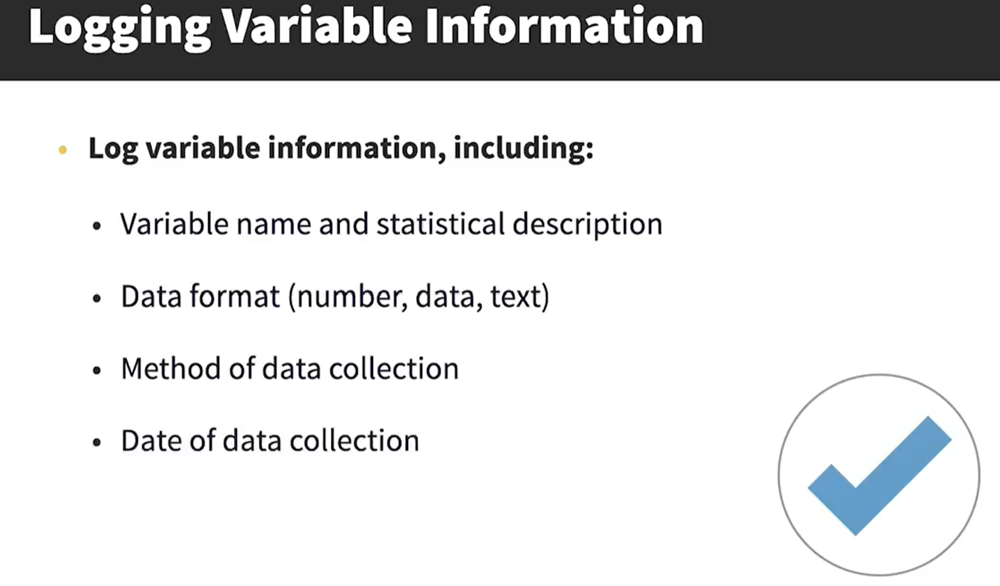 Logging Variable Information
• Log variable information, including:
• Variable name and statistical description
• Data format (number, data, text)
• Method of data collection
• Date of data collection